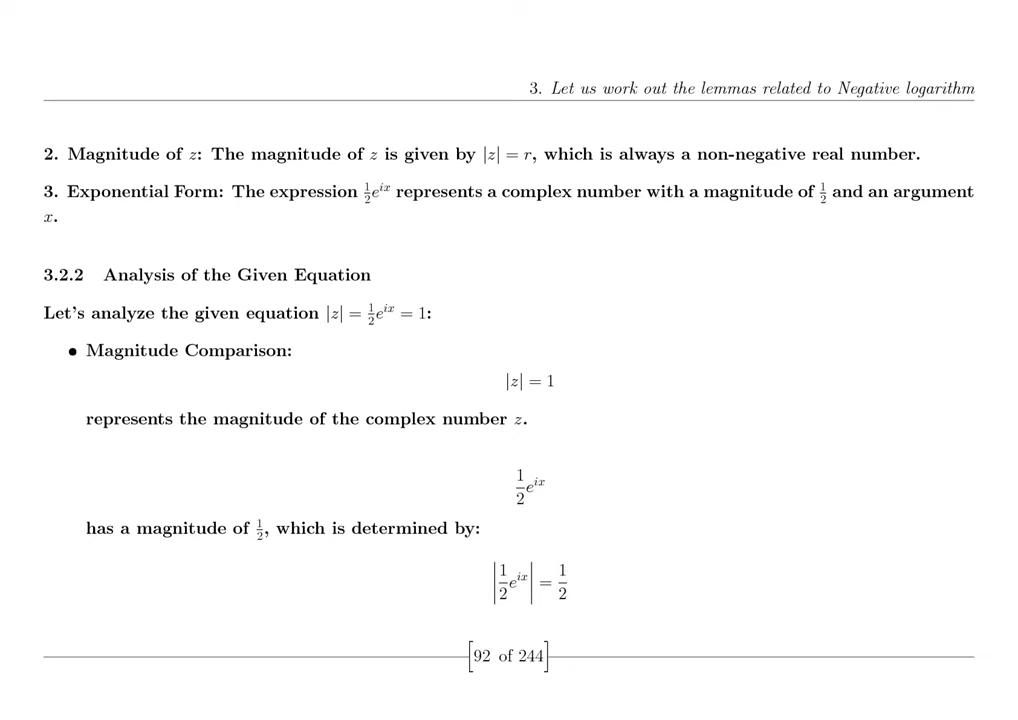 3. Let us work out the lemmas related to Negative logarithm
2. Magnitude of z: The magnitude of z is given by |z| = r, which is always a non-negative real number.
3. Exponential Form: The expression ½e^{ix} represents a complex number with a magnitude of ½ and an argument
x.
3.2.2 Analysis of the Given Equation
Let's analyze the given equation |z| = ½e^{ix} = 1:
• Magnitude Comparison:
|z| = 1
represents the magnitude of the complex number z.
½e^{ix}
has a magnitude of ½, which is determined by:
|½e^{ix}| = ½
[92 of 244]